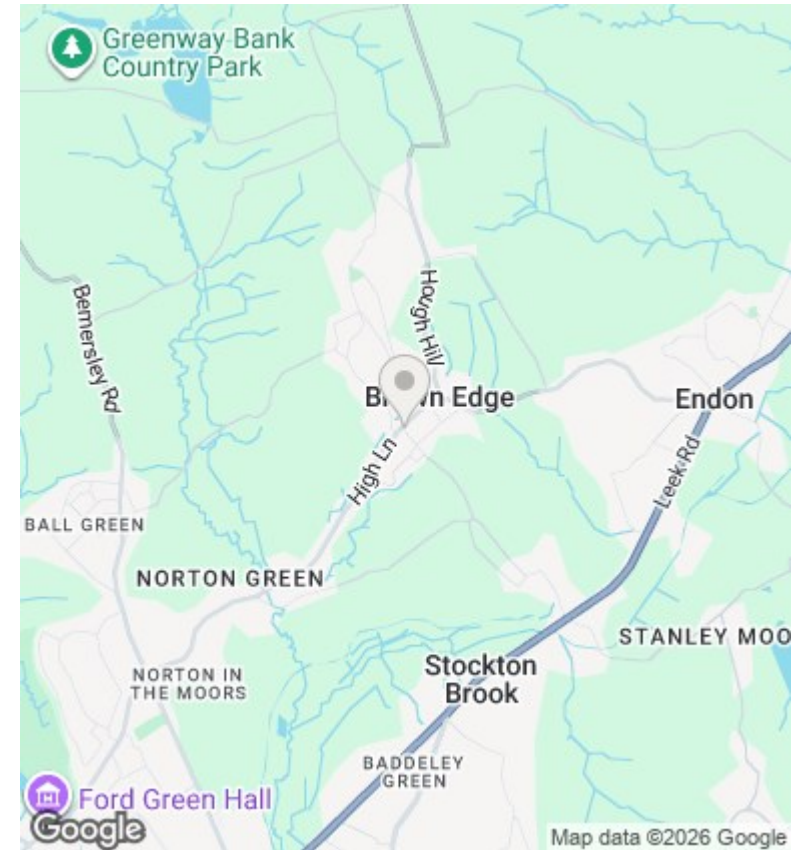 Greenway Bank
Country Park
Bemersley Rd
Hough Hill
Brown Edge
Endon
Leek Rd
High Ln
BALL GREEN
NORTON GREEN
STANLEY MOO
Stockton
Brook
NORTON IN
THE MOORS
BADDELEY
GREEN
Ford Green Hall
Google
Map data ©2026 Google